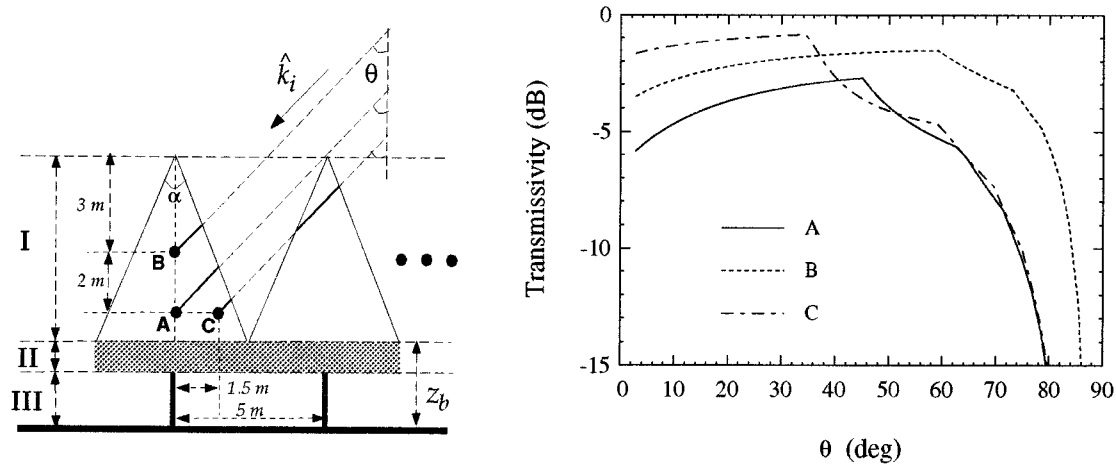 k̂ᵢ
θ
α
3 m
I
B
2 m
A
C
II
III
1.5 m
5 m
z_b
Transmissivity (dB)
0
-5
-10
-15
A
B
C
0 10 20 30 40 50 60 70 80 90
θ (deg)